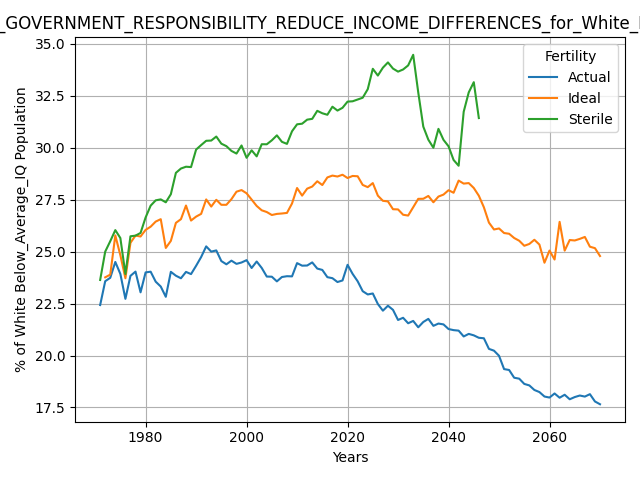 _GOVERNMENT_RESPONSIBILITY_REDUCE_INCOME_DIFFERENCES_for_White_
35.0
32.5
30.0
27.5
25.0
22.5
20.0
17.5
% of White Below_Average_IQ Population
Fertility
Actual
Ideal
Sterile
1980
2000
2020
2040
2060
Years